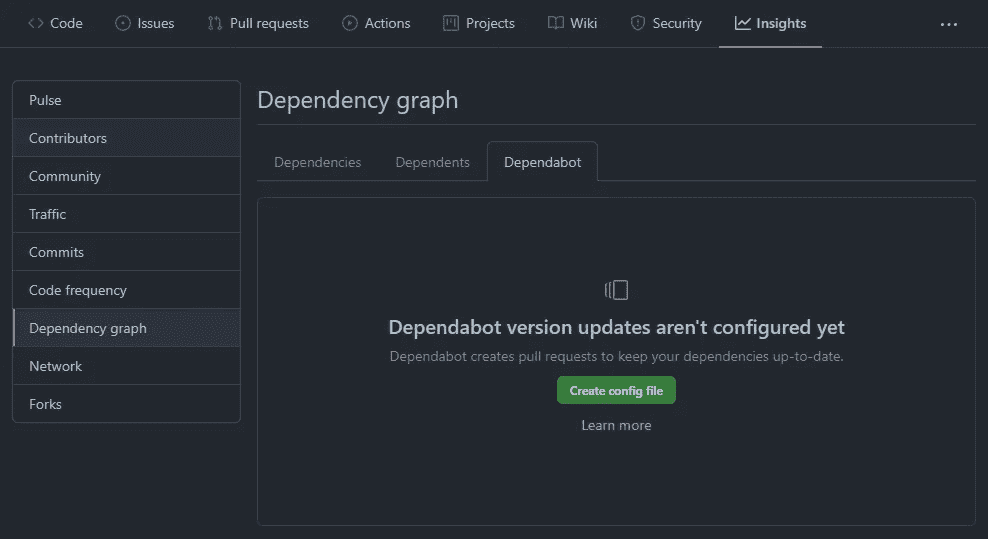 Code Issues Pull requests Actions Projects Wiki Security Insights ...
Pulse
Contributors
Community
Traffic
Commits
Code frequency
Dependency graph
Network
Forks
Dependency graph
Dependencies Dependents Dependabot
Dependabot version updates aren't configured yet
Dependabot creates pull requests to keep your dependencies up-to-date.
Create config file
Learn more